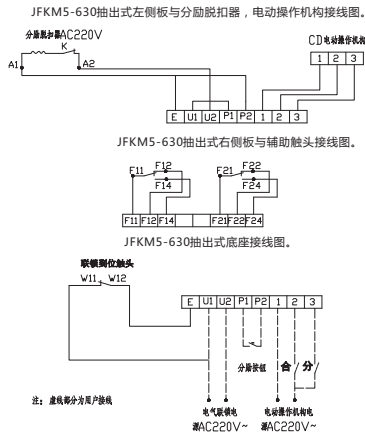 JFKM5-630抽出式左侧板与分励脱扣器，电动操作机构接线图。
分励脱扣器AC220V
K
CD电动操作机构
A1
A2
1 2 3
E U1 U2 P1 P2 1 2 3
JFKM5-630抽出式右侧板与辅助触头接线图。
F11 F12 F14 F21 F22 F24
F11 F12 F14 F21 F22 F24
JFKM5-630抽出式底座接线图。
联锁到位触头
W11 W12
E U1 U2 P1 P2 1 2 3
分励按钮
合 分
注：虚线部分为用户接线
电气联锁电
源AC220V~
电动操作机构电
源AC220V~